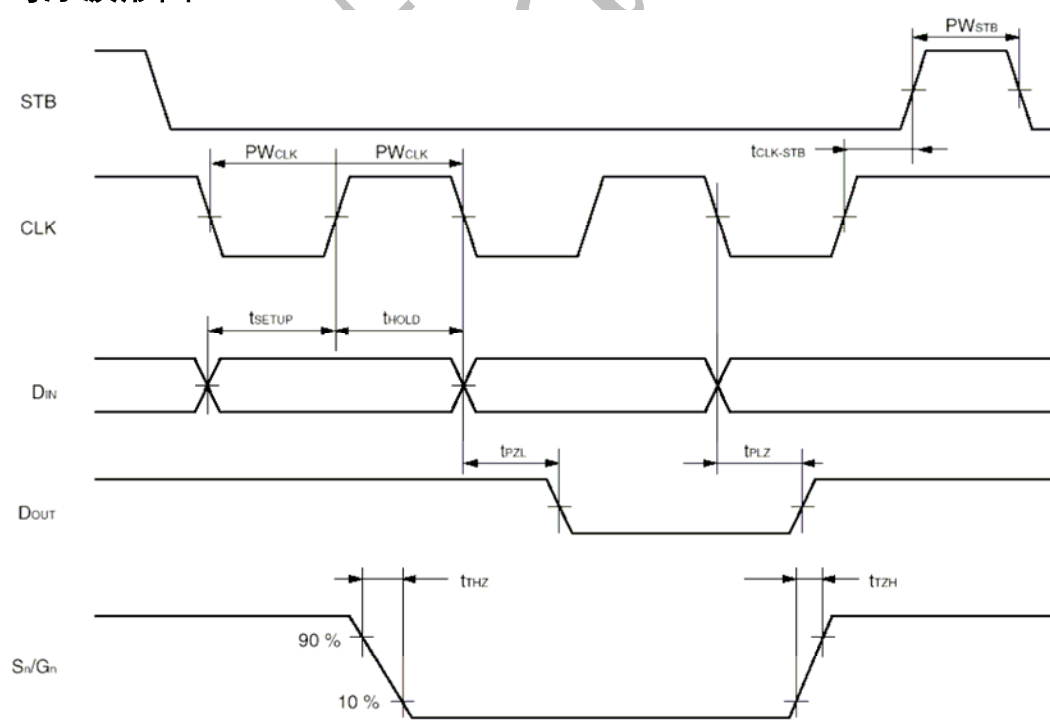 PWSTB
STB
PWCLK PWCLK tCLK-STB
CLK
tSETUP tHOLD
DIN
tPZL tPLZ
DOUT
tTHZ tTZH
90 %
Sn/Gn
10 %